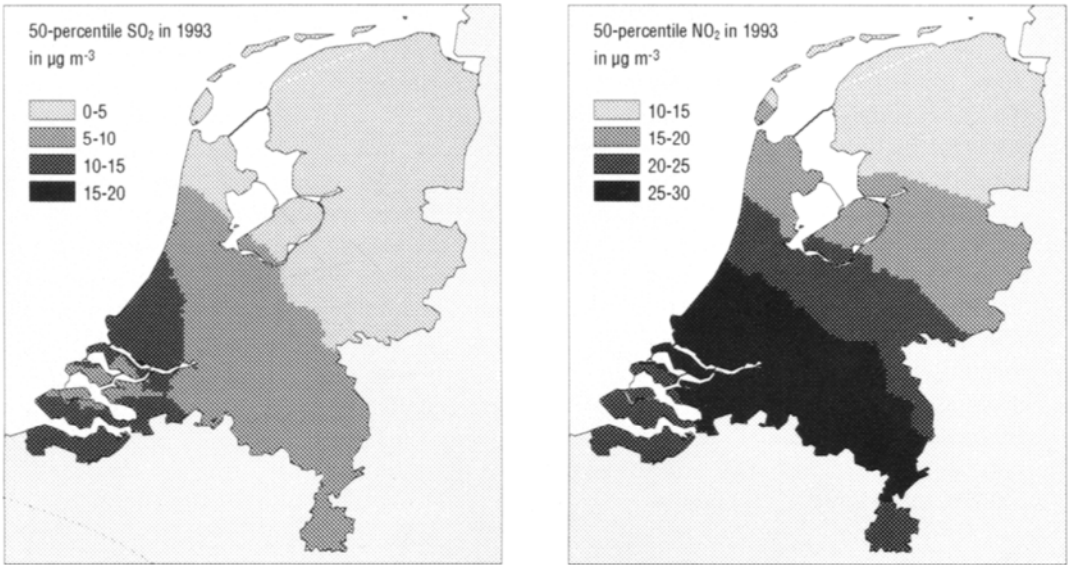 50-percentile SO₂ in 1993
in µg m⁻³
0-5
5-10
10-15
15-20
50-percentile NO₂ in 1993
in µg m⁻³
10-15
15-20
20-25
25-30